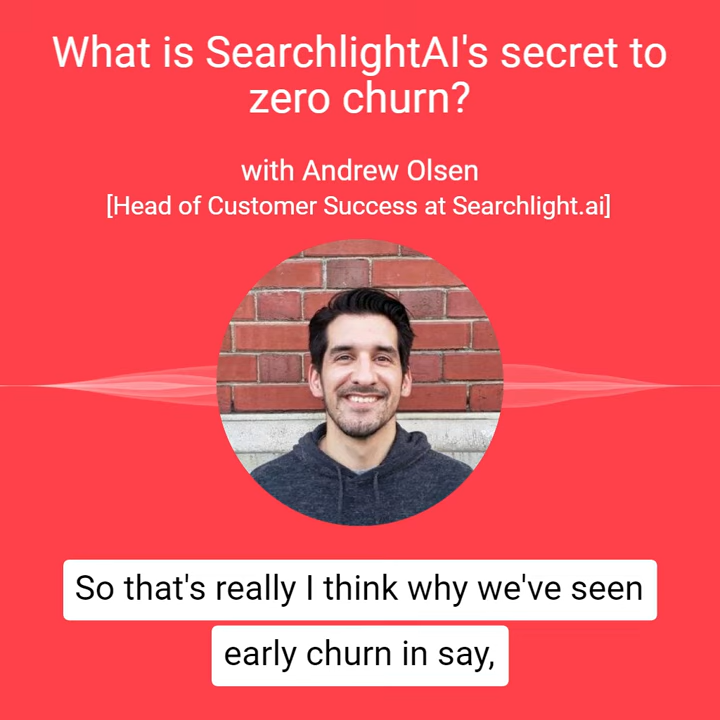 What is SearchlightAI's secret to
zero churn?
with Andrew Olsen
[Head of Customer Success at Searchlight.ai]
So that's really I think why we've seen
early churn in say,